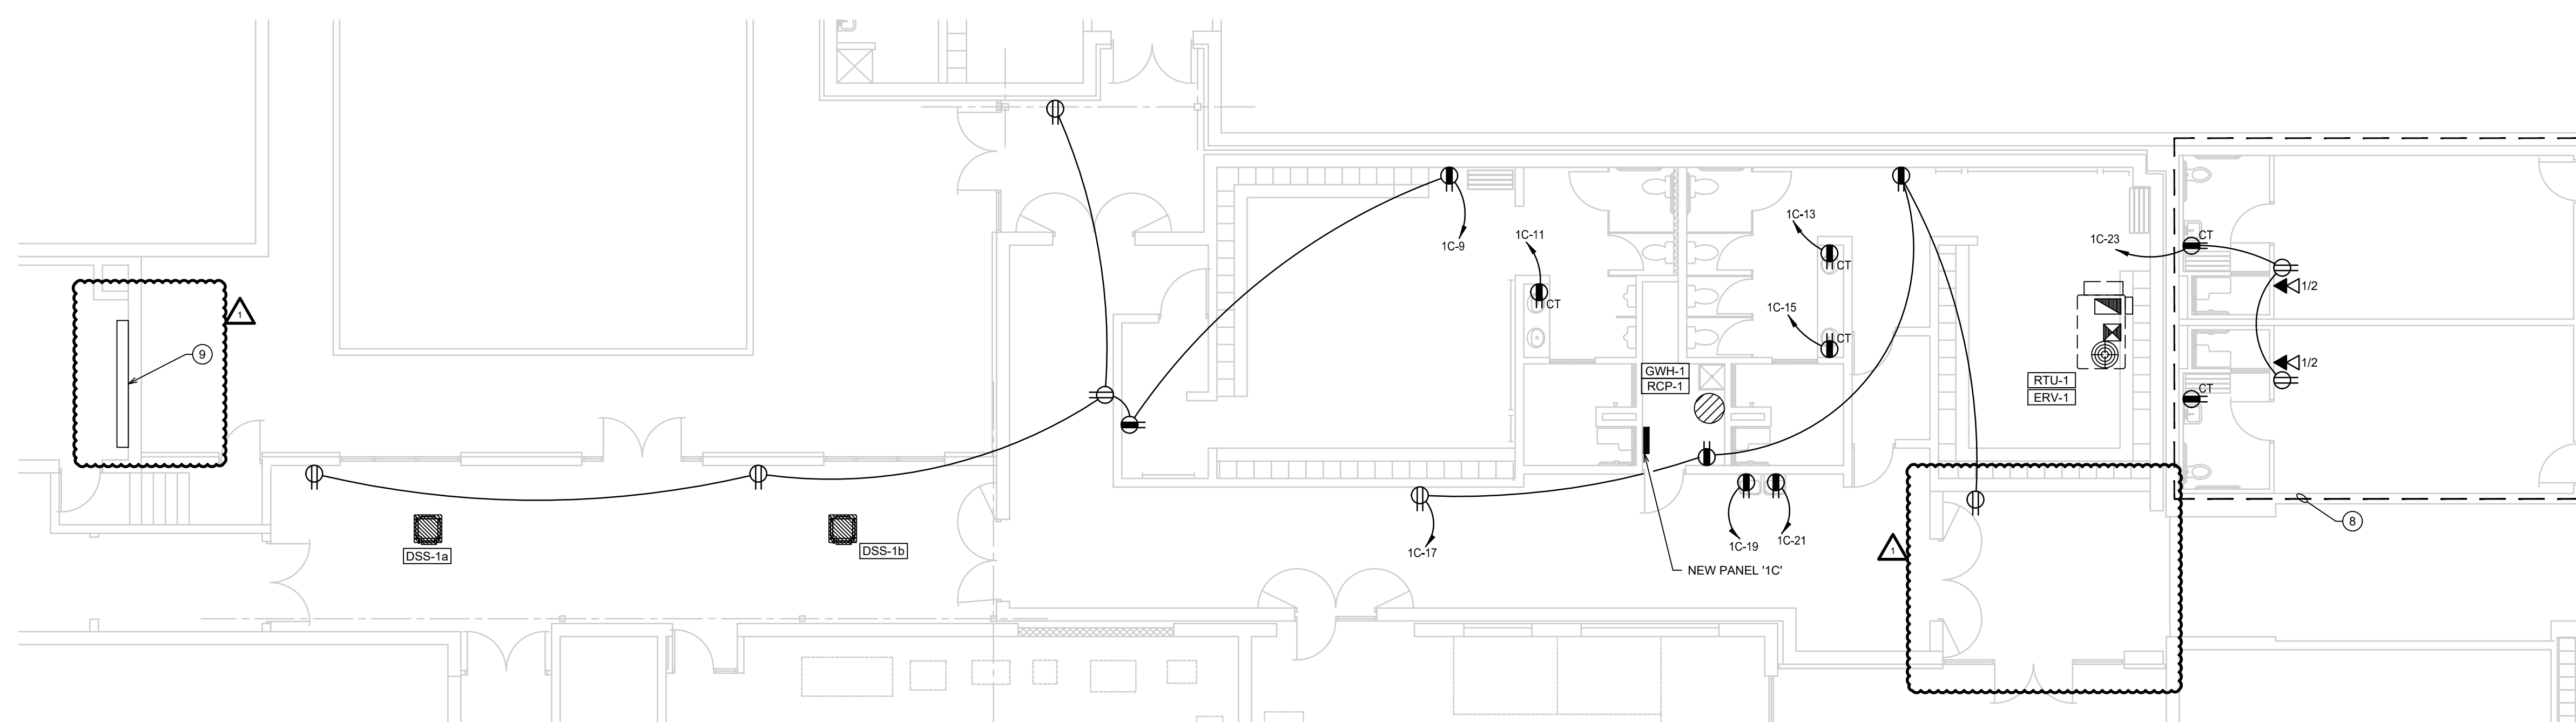 1C-13
1C-11
CT
1C-23
1C-9
CT
1/2
CT
1C-15
1
CT
9
1/2
GWH-1
RCP-1
RTU-1
ERV-1
CT
8
1C-19
1C-21
1
DSS-1a
DSS-1b
1C-17
NEW PANEL '1C'